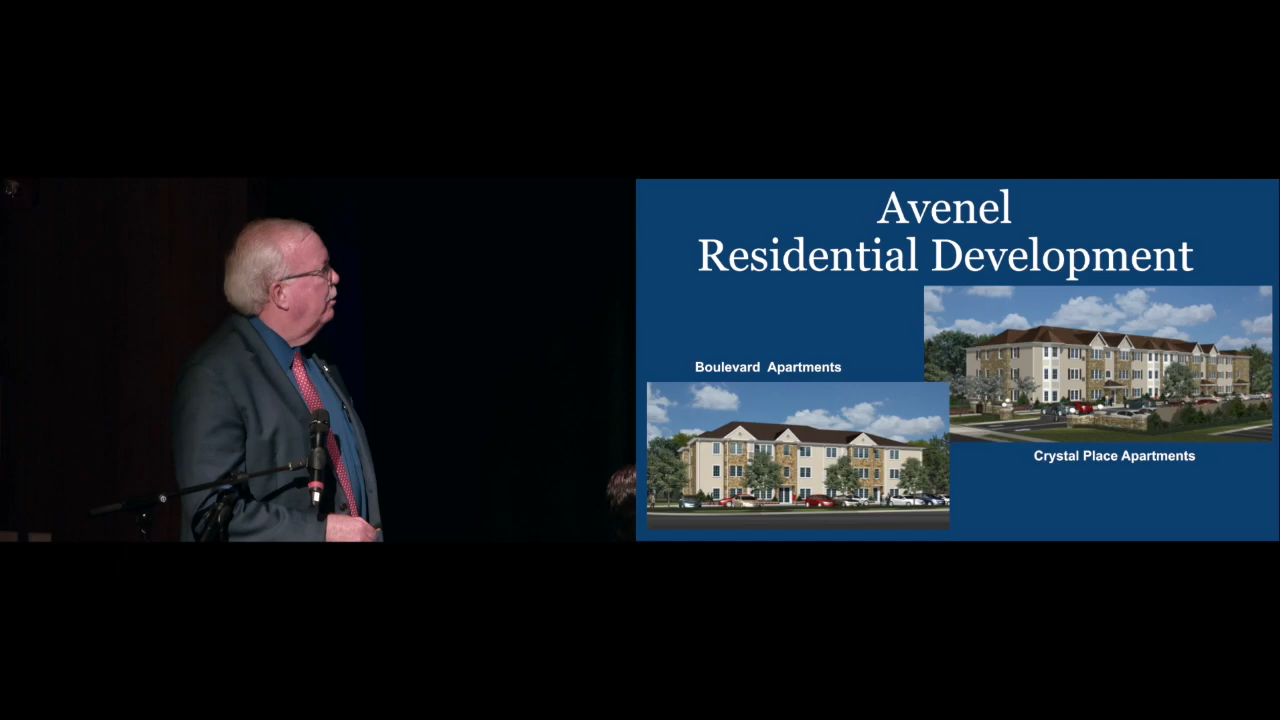 Avenel
Residential Development
Boulevard Apartments
Crystal Place Apartments